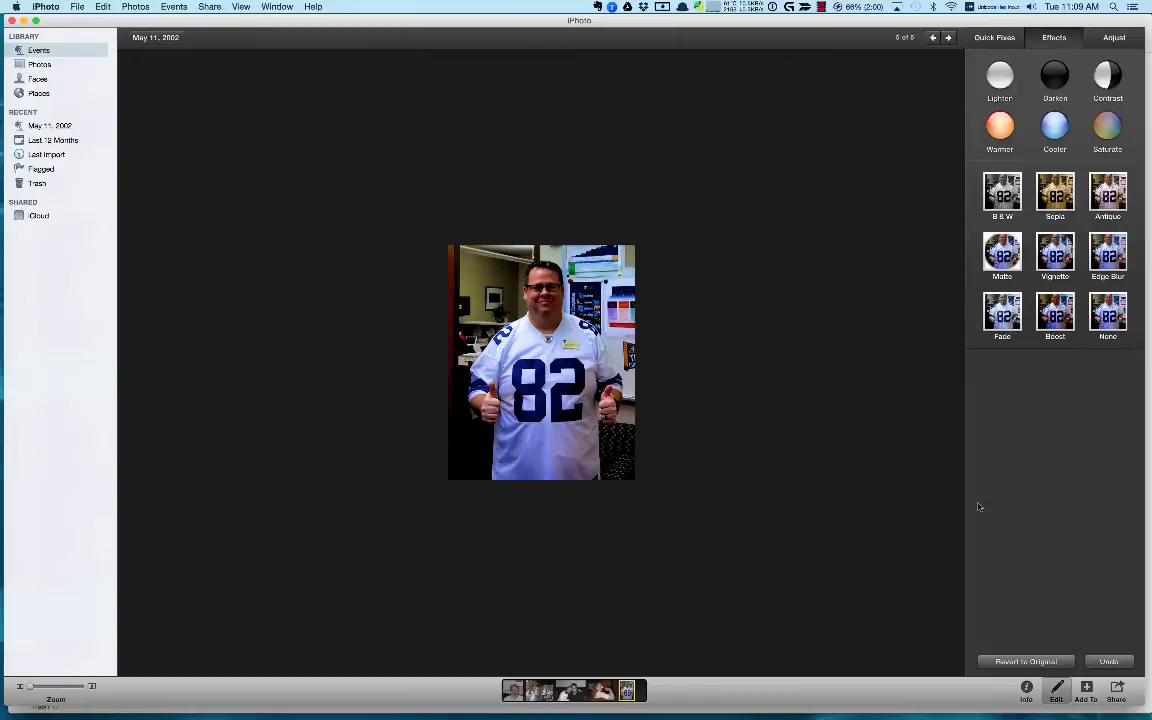 iPhoto File Edit Photos Events Share View Window Help
66% (2:00)
Tue 11:09 AM
iPhoto
LIBRARY
Events
Photos
Faces
Places
RECENT
May 11, 2002
Last 12 Months
Last Import
Flagged
Trash
SHARED
iCloud
May 11, 2002
5 of 5
Quick Fixes Effects Adjust
Lighten Darken Contrast
Warmer Cooler Saturate
B & W Sepia Antique
Matte Vignette Edge Blur
Fade Boost None
82
Revert to Original Undo
Zoom
Info Edit Add To Share